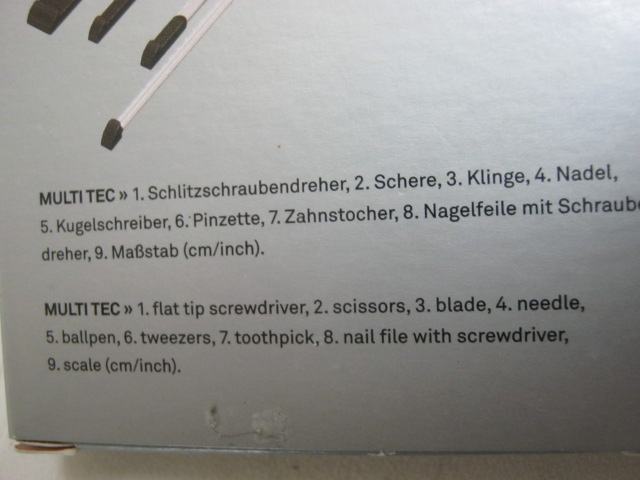 MULTI TEC » 1. Schlitzschraubendreher, 2. Schere, 3. Klinge, 4. Nadel,
5. Kugelschreiber, 6. Pinzette, 7. Zahnstocher, 8. Nagelfeile mit Schraube
dreher, 9. Maßstab (cm/inch).
MULTI TEC » 1. flat tip screwdriver, 2. scissors, 3. blade, 4. needle,
5. ballpen, 6. tweezers, 7. toothpick, 8. nail file with screwdriver,
9. scale (cm/inch).